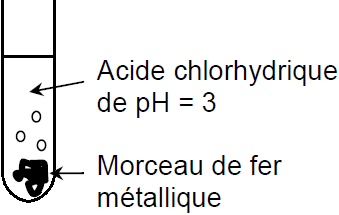 Acide chlorhydrique
de pH = 3
Morceau de fer
métallique